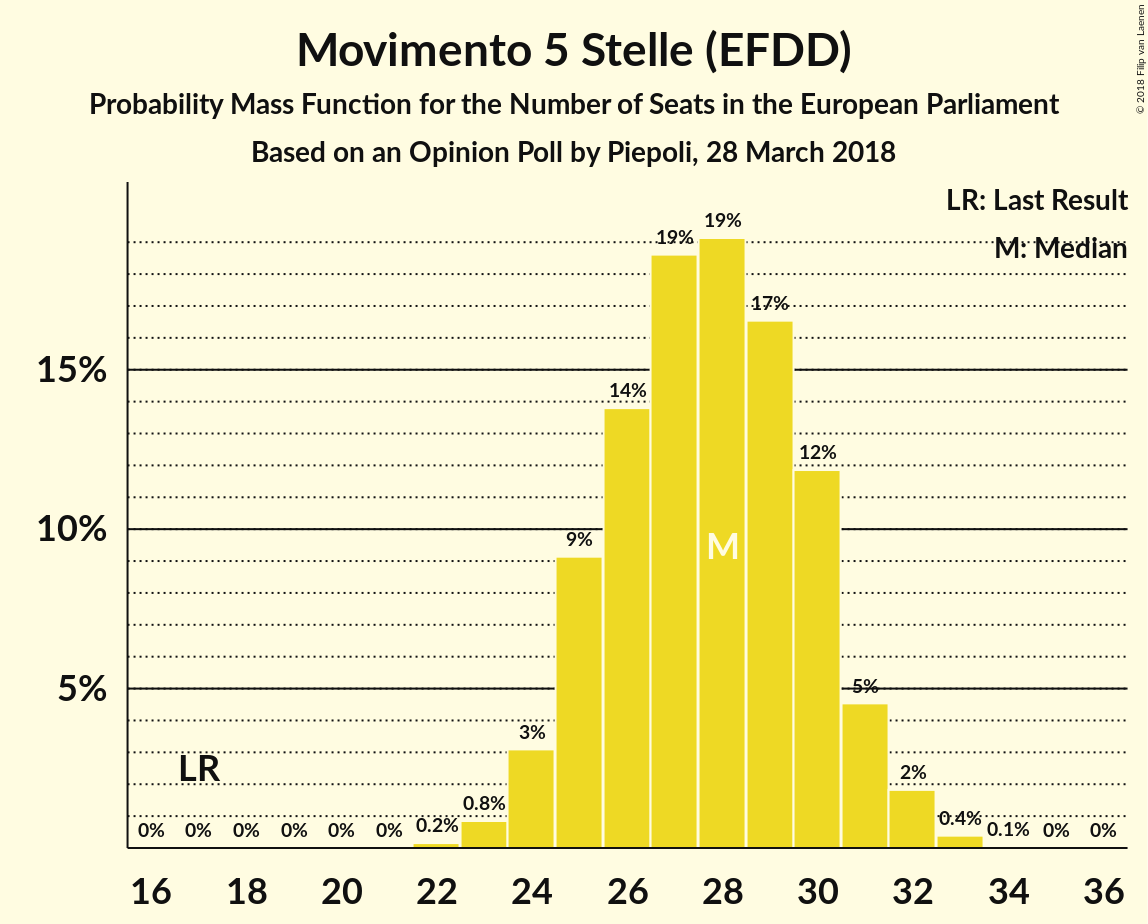 Movimento 5 Stelle (EFDD)
Probability Mass Function for the Number of Seats in the European Parliament
Based on an Opinion Poll by Piepoli, 28 March 2018
© 2018 Filip van Laenen
LR: Last Result
M: Median
19%
19%
17%
15%
14%
12%
10%
9%
M
5%
5%
3%
LR
2%
0.8%
0.2%
0.4%
0.1%
0% 0% 0% 0% 0% 0% 0% 0%
16 18 20 22 24 26 28 30 32 34 36